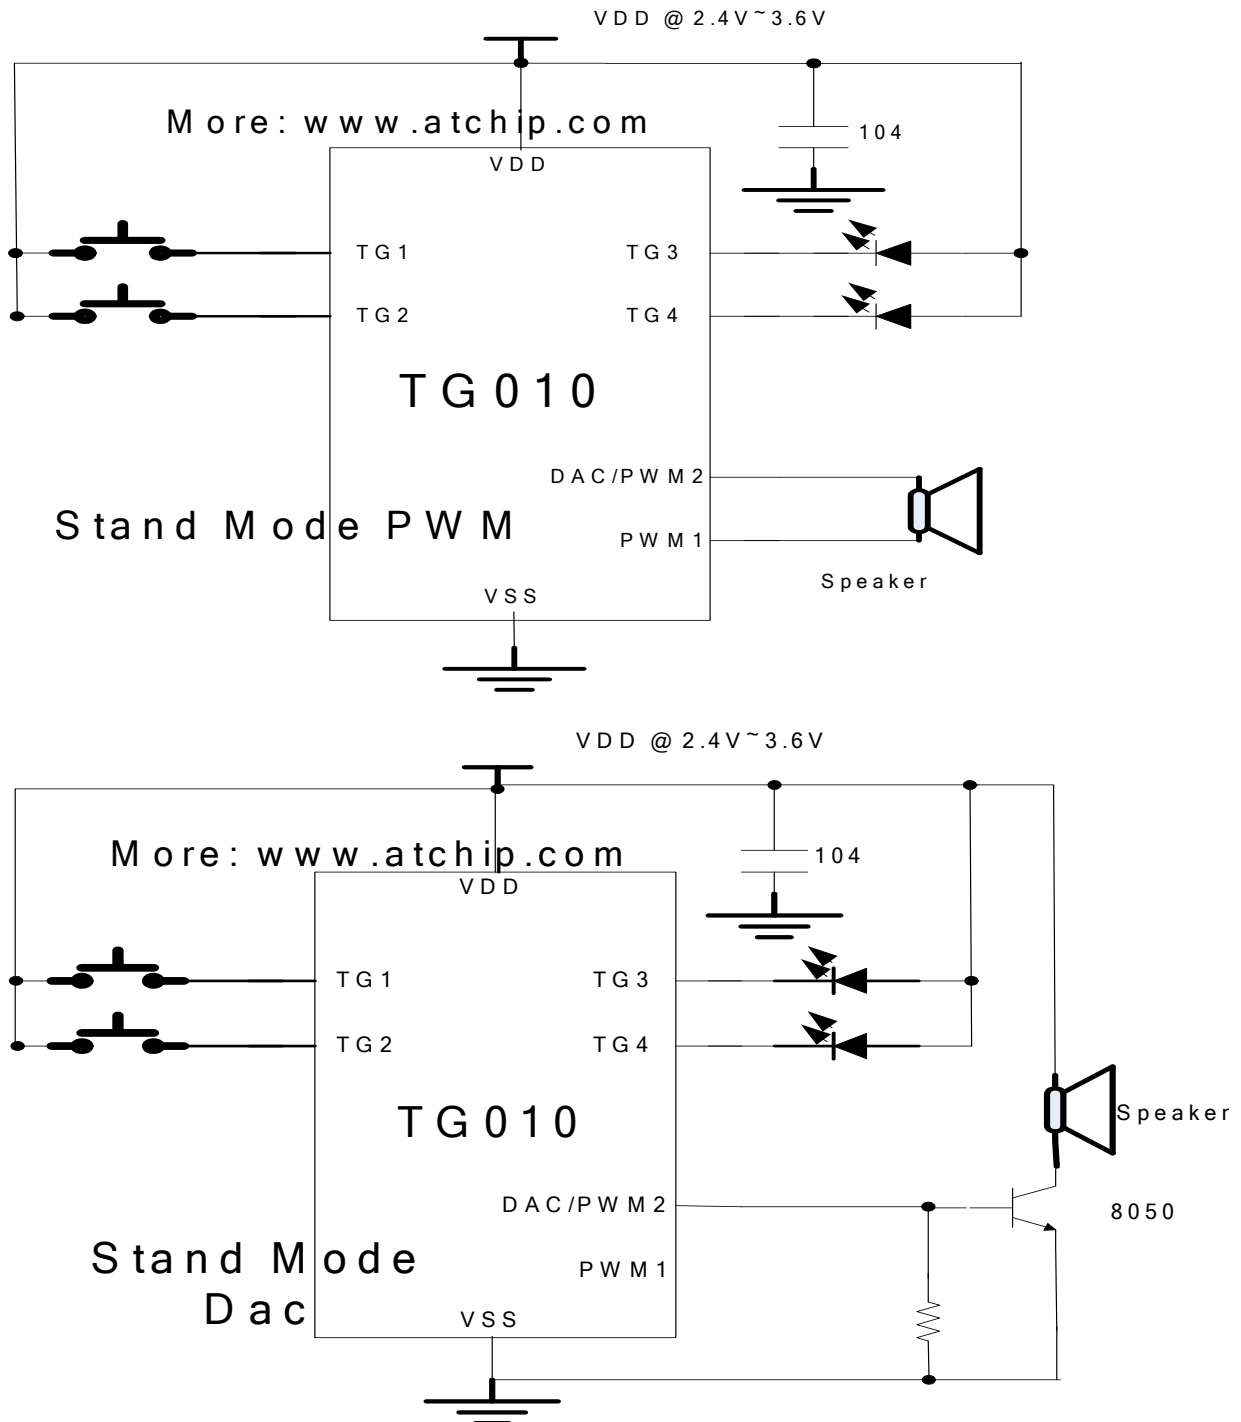 VDD @ 2.4V~3.6V
More: www.atchip.com
104
VDD
TG1
TG3
TG2
TG4
TG010
DAC/PWM2
Stand Mode PWM
PWM1
Speaker
VSS
VDD @ 2.4V~3.6V
More: www.atchip.com
104
VDD
TG1
TG3
TG2
TG4
TG010
Speaker
DAC/PWM2
8050
Stand Mode
Dac
PWM1
VSS